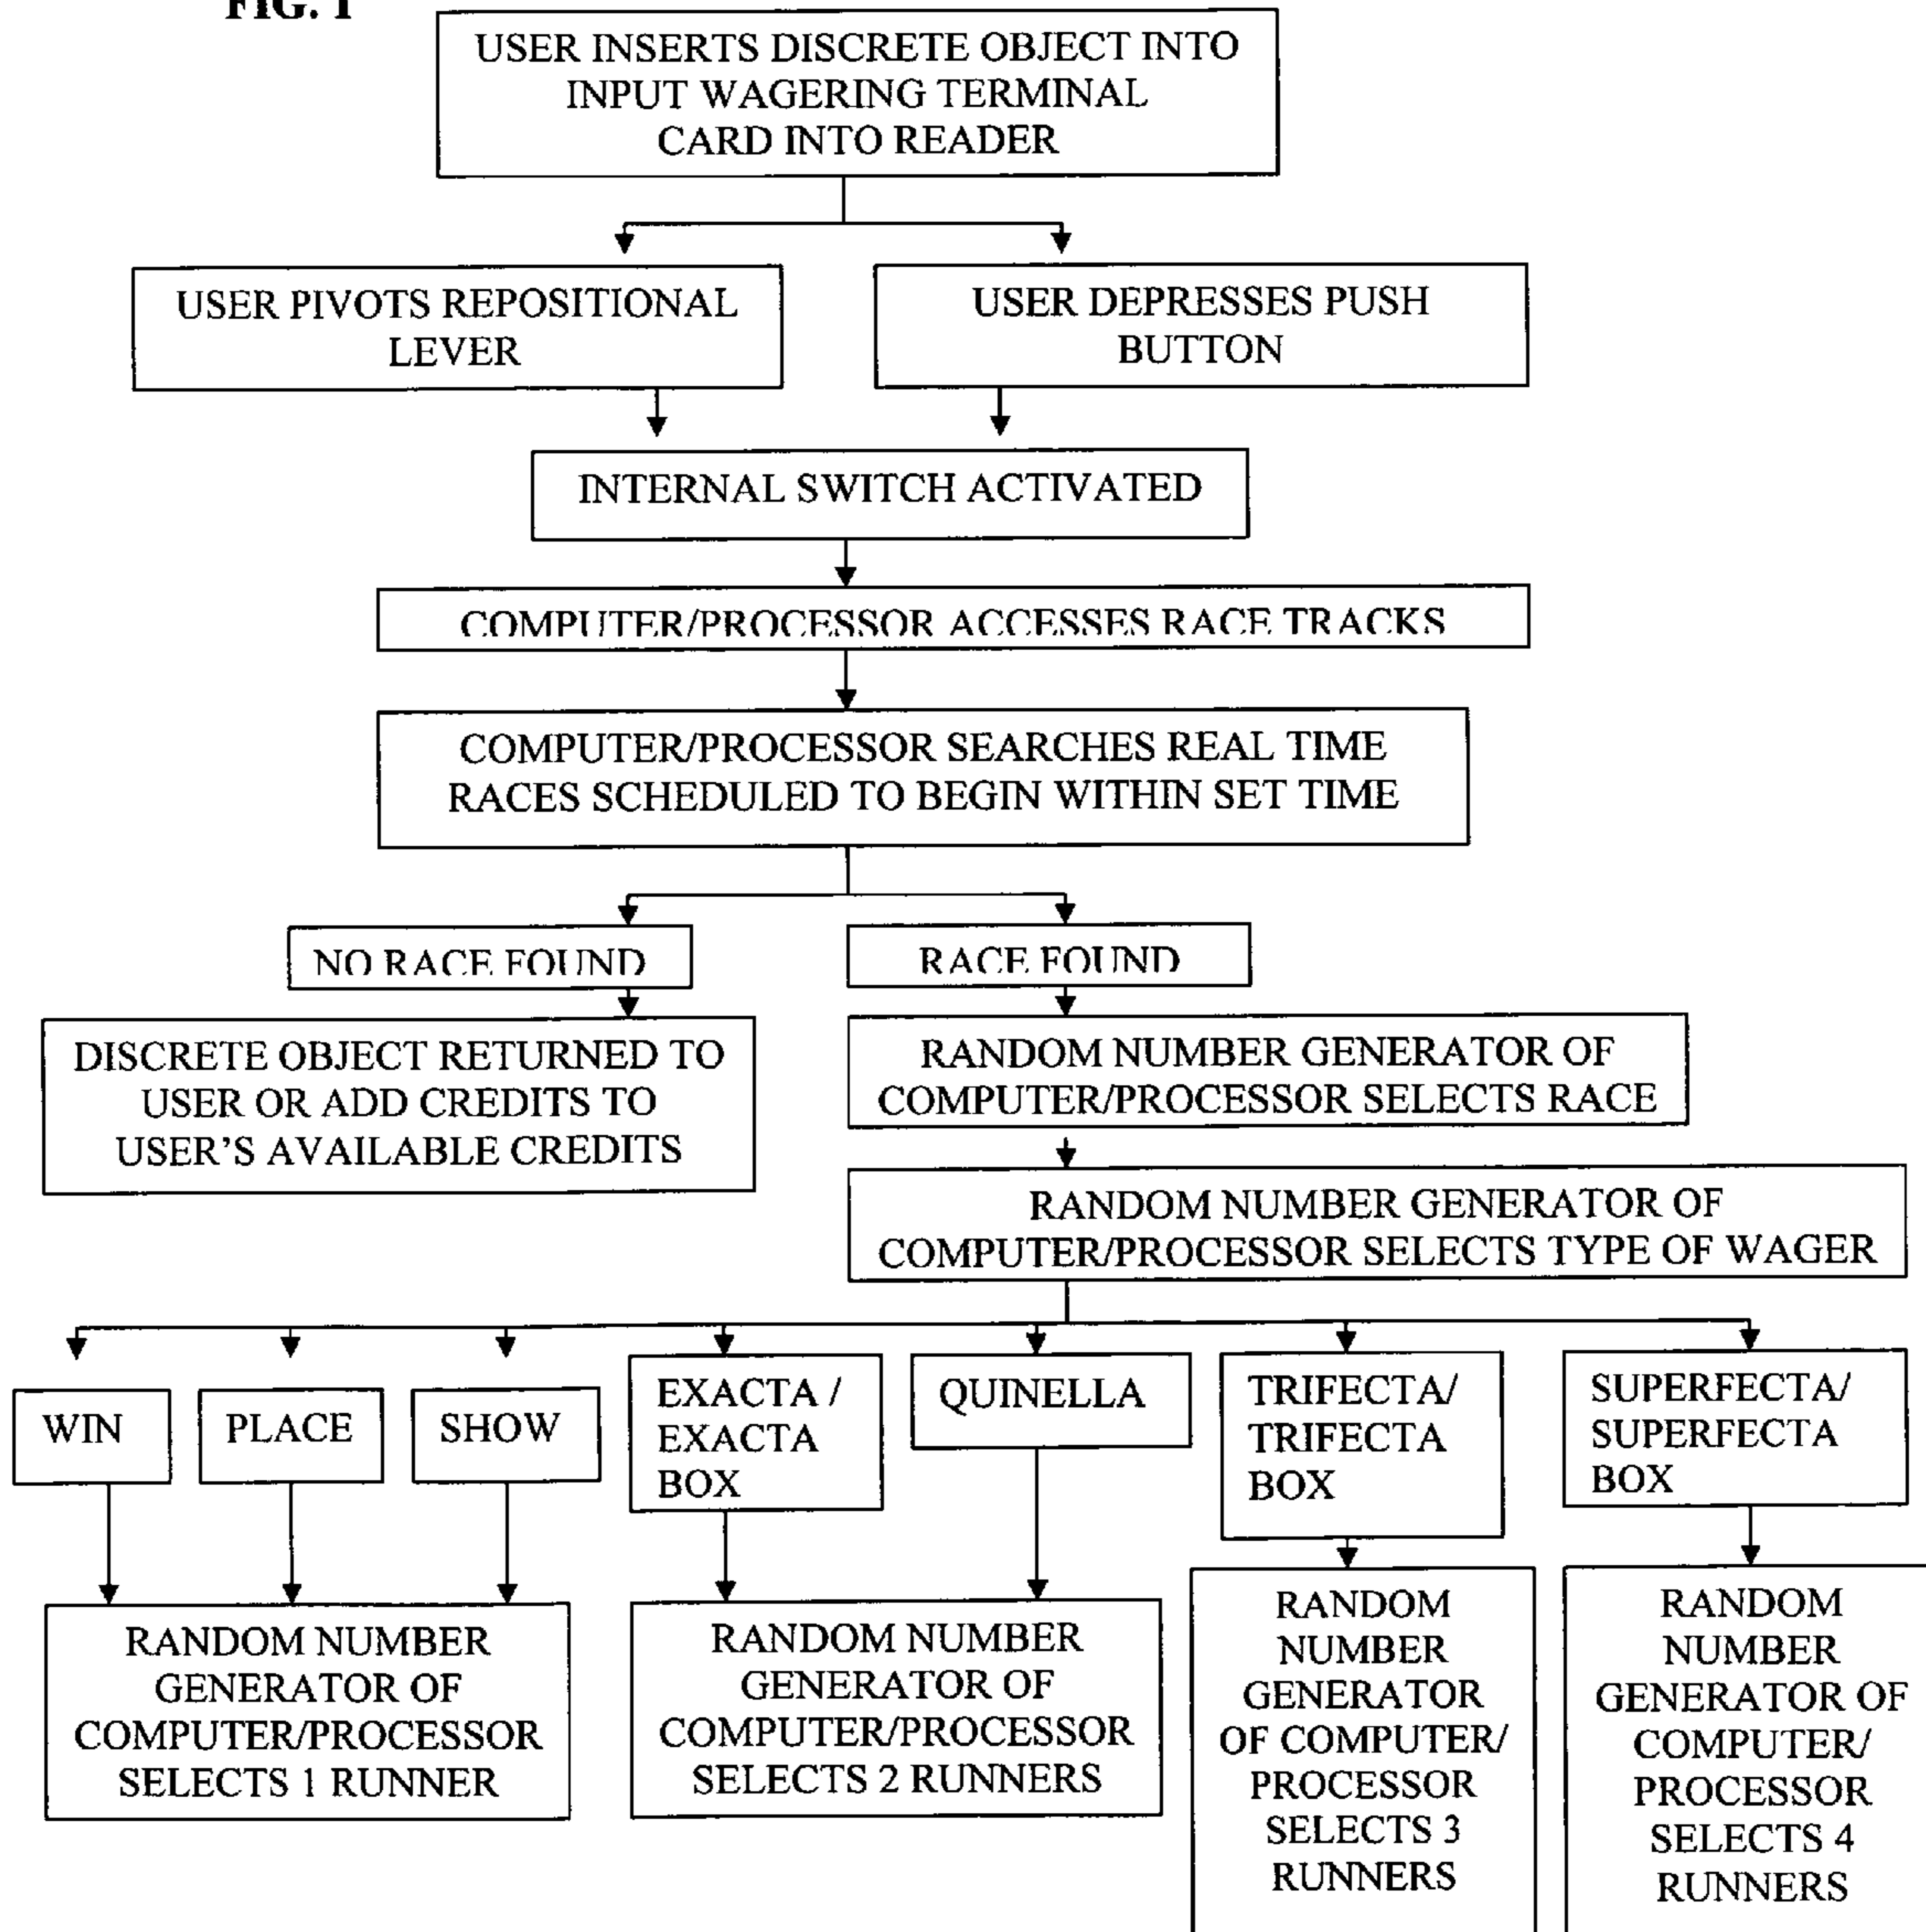 FIG. 1
USER INSERTS DISCRETE OBJECT INTO
INPUT WAGERING TERMINAL
CARD INTO READER
USER PIVOTS REPOSITIONAL
LEVER
USER DEPRESSES PUSH
BUTTON
INTERNAL SWITCH ACTIVATED
COMPUTER/PROCESSOR ACCESSES RACE TRACKS
COMPUTER/PROCESSOR SEARCHES REAL TIME
RACES SCHEDULED TO BEGIN WITHIN SET TIME
NO RACE FOUND
RACE FOUND
DISCRETE OBJECT RETURNED TO
USER OR ADD CREDITS TO
USER'S AVAILABLE CREDITS
RANDOM NUMBER GENERATOR OF
COMPUTER/PROCESSOR SELECTS RACE
RANDOM NUMBER GENERATOR OF
COMPUTER/PROCESSOR SELECTS TYPE OF WAGER
WIN
PLACE
SHOW
EXACTA /
EXACTA
BOX
QUINELLA
TRIFECTA/
TRIFECTA
BOX
SUPERFECTA/
SUPERFECTA
BOX
RANDOM NUMBER
GENERATOR OF
COMPUTER/PROCESSOR
SELECTS 1 RUNNER
RANDOM NUMBER
GENERATOR OF
COMPUTER/PROCESSOR
SELECTS 2 RUNNERS
RANDOM
NUMBER
GENERATOR
OF COMPUTER/
PROCESSOR
SELECTS 3
RUNNERS
RANDOM
NUMBER
GENERATOR OF
COMPUTER/
PROCESSOR
SELECTS 4
RUNNERS